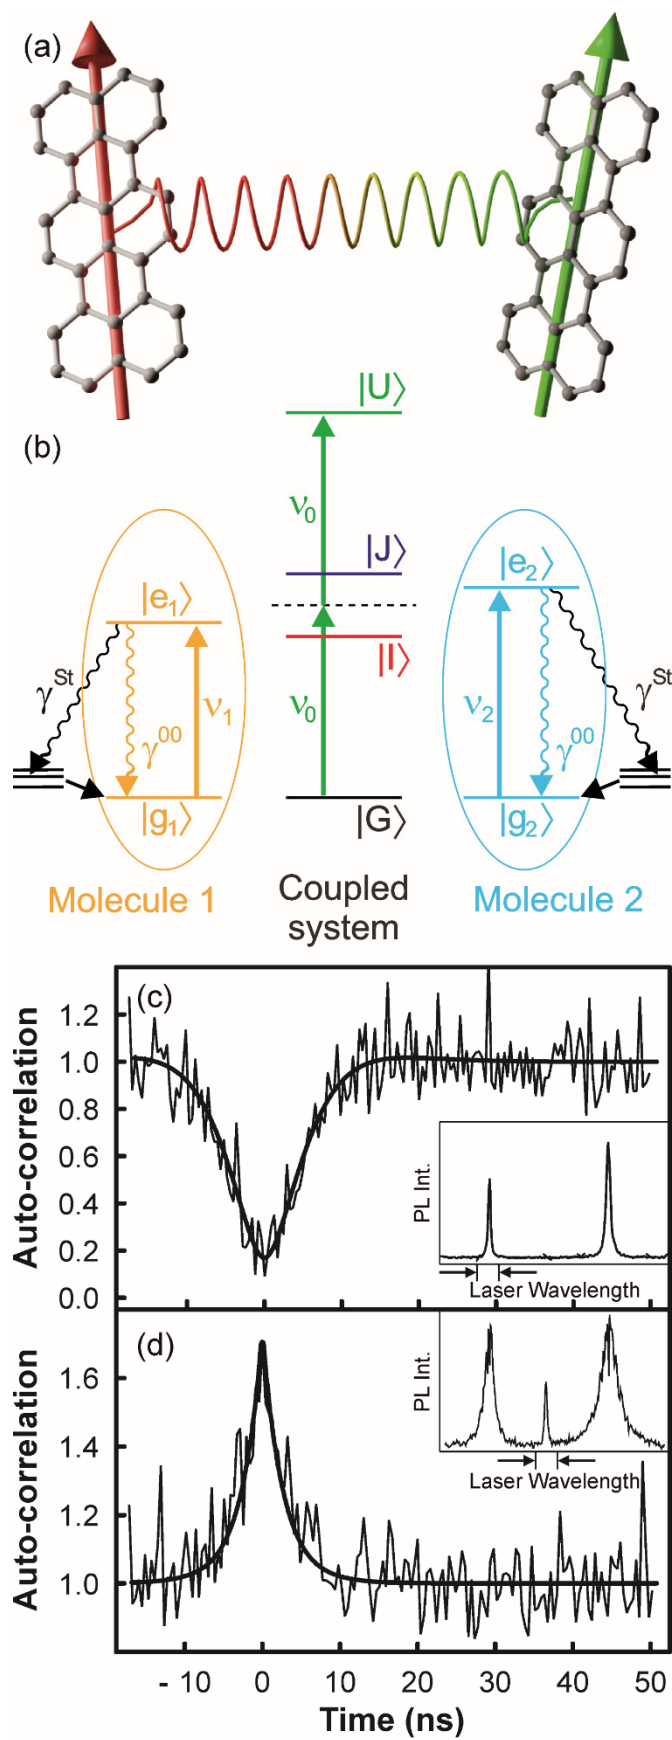 (a)
(b)
|U⟩
ν₀
|J⟩
|e₁⟩
|e₂⟩
|I⟩
γˢᵗ
γ⁰⁰
ν₁
ν₀
ν₂
γ⁰⁰
γˢᵗ
|g₁⟩
|G⟩
|g₂⟩
Molecule 1
Coupled
system
Molecule 2
(c)
Auto-correlation
1.2
1.0
0.8
0.6
0.4
0.2
0.0
PL Int.
Laser Wavelength
(d)
Auto-correlation
1.6
1.4
1.2
1.0
PL Int.
Laser Wavelength
- 10 0 10 20 30 40 50
Time (ns)